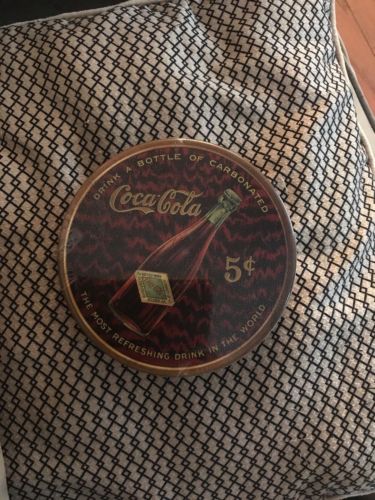 DRINK A BOTTLE OF CARBONATED
Coca-Cola
5¢
THE MOST REFRESHING DRINK IN THE WORLD